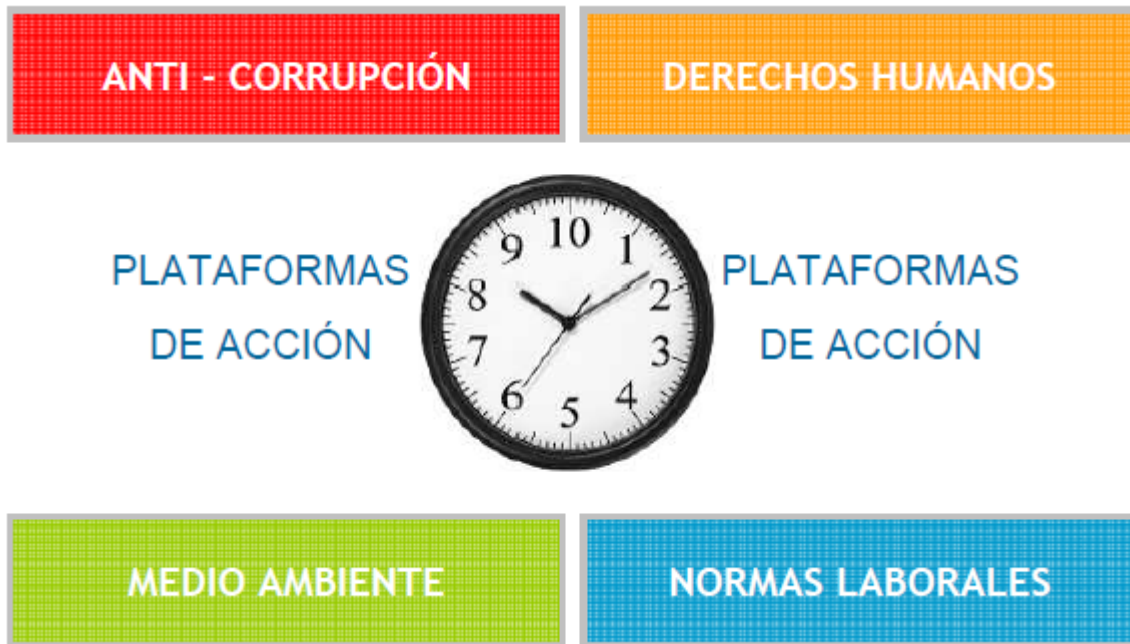 ANTI - CORRUPCIÓN
DERECHOS HUMANOS
PLATAFORMAS
DE ACCIÓN
10
1
2
3
4
5
6
7
8
9
PLATAFORMAS
DE ACCIÓN
MEDIO AMBIENTE
NORMAS LABORALES